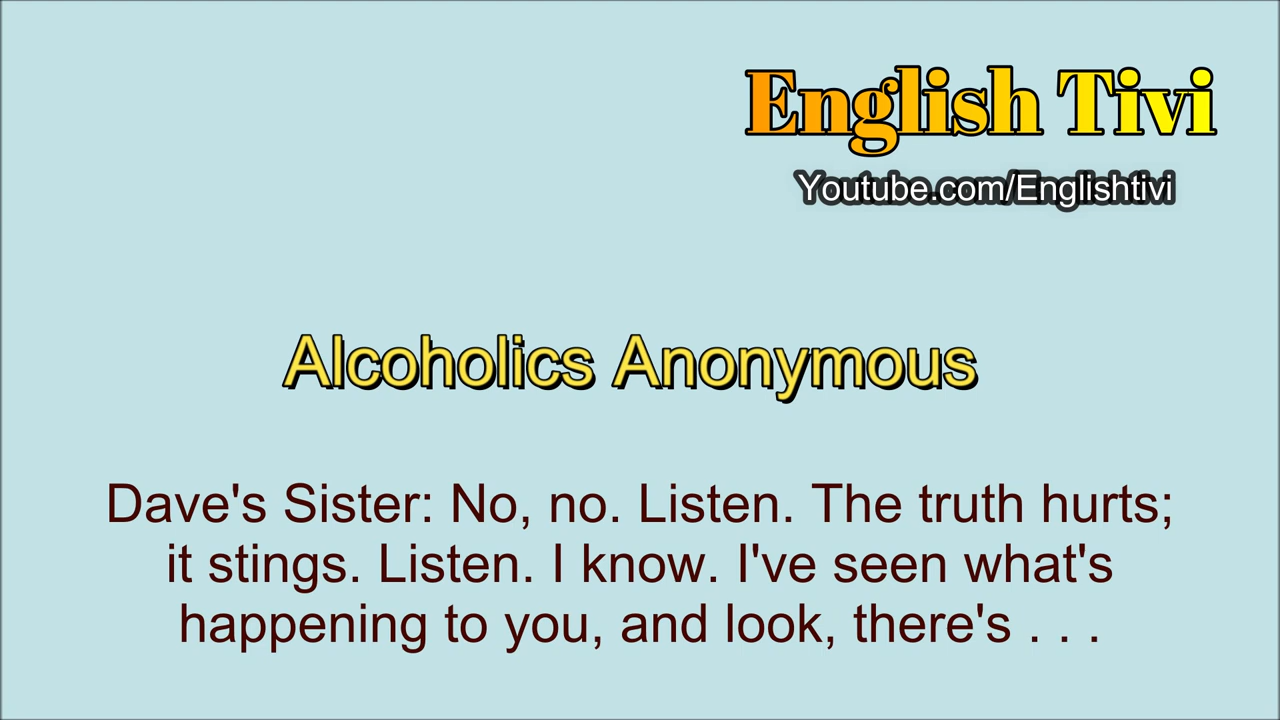 English Tivi
Youtube.com/Englishtivi
Alcoholics Anonymous
Dave's Sister: No, no. Listen. The truth hurts;
it stings. Listen. I know. I've seen what's
happening to you, and look, there's . . .